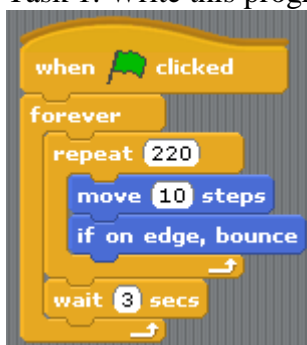 Task 1: Write this progr
when clicked
forever
repeat 220
move 10 steps
if on edge, bounce
wait 3 secs